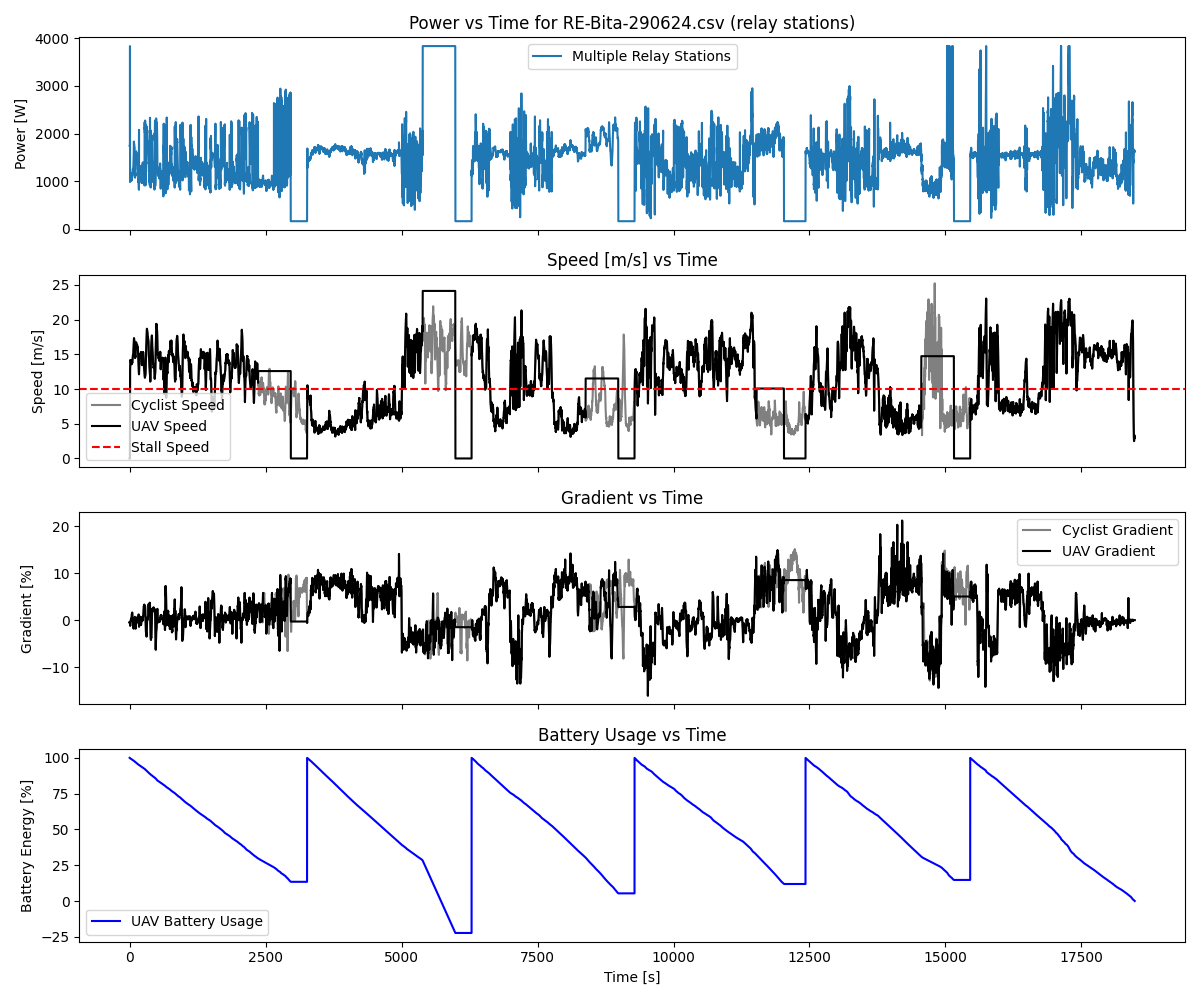 Power vs Time for RE-Bita-290624.csv (relay stations)
4000
3000
2000
1000
0
Power [W]
Multiple Relay Stations
Speed [m/s] vs Time
25
20
15
10
5
0
Speed [m/s]
Cyclist Speed
UAV Speed
Stall Speed
Gradient vs Time
20
10
0
−10
Gradient [%]
Cyclist Gradient
UAV Gradient
Battery Usage vs Time
100
75
50
25
0
−25
Battery Energy [%]
UAV Battery Usage
0 2500 5000 7500 10000 12500 15000 17500
Time [s]